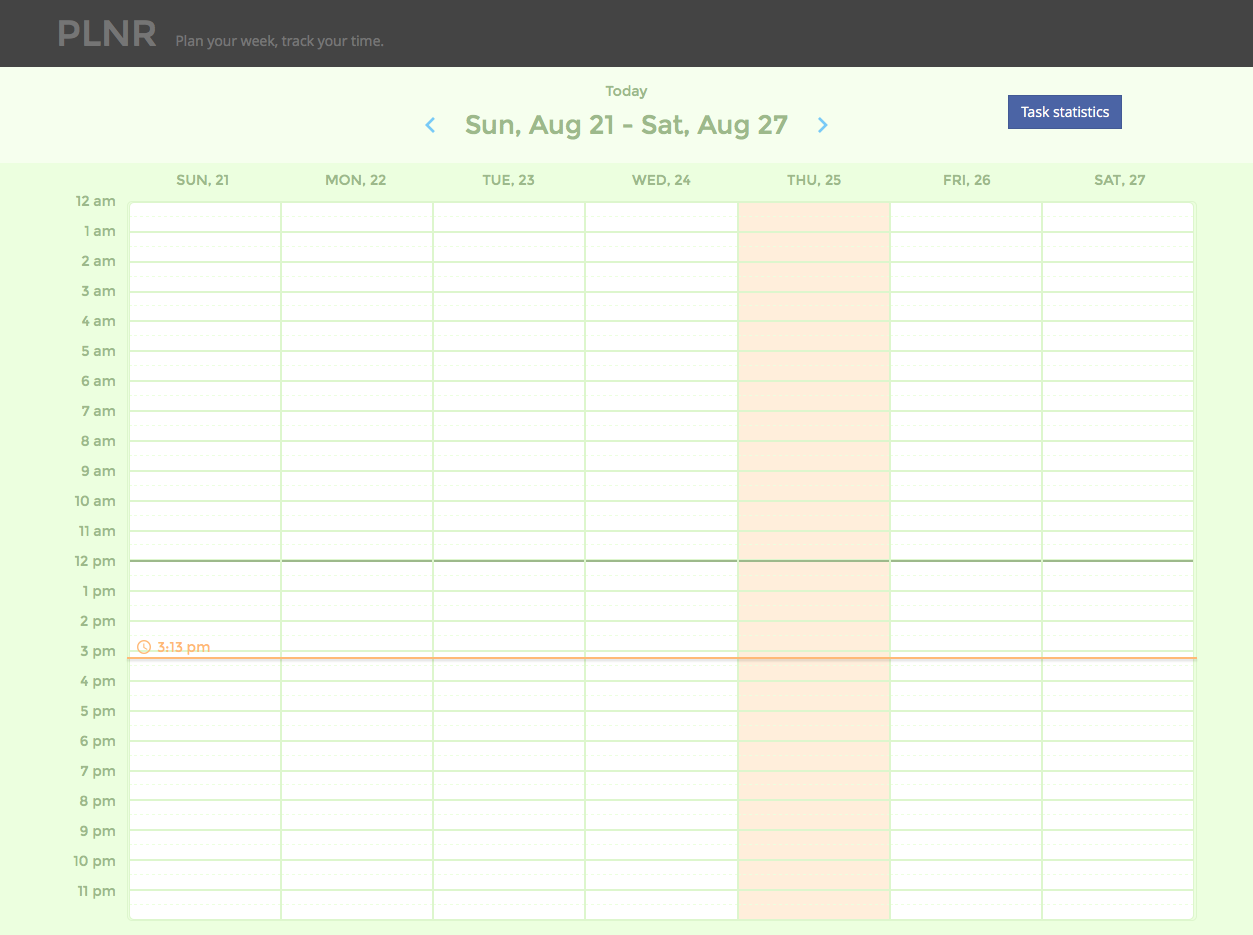 PLNR Plan your week, track your time.
Today
Sun, Aug 21 - Sat, Aug 27
Task statistics
SUN, 21 MON, 22 TUE, 23 WED, 24 THU, 25 FRI, 26 SAT, 27
12 am
1 am
2 am
3 am
4 am
5 am
6 am
7 am
8 am
9 am
10 am
11 am
12 pm
1 pm
2 pm
3:13 pm
3 pm
4 pm
5 pm
6 pm
7 pm
8 pm
9 pm
10 pm
11 pm